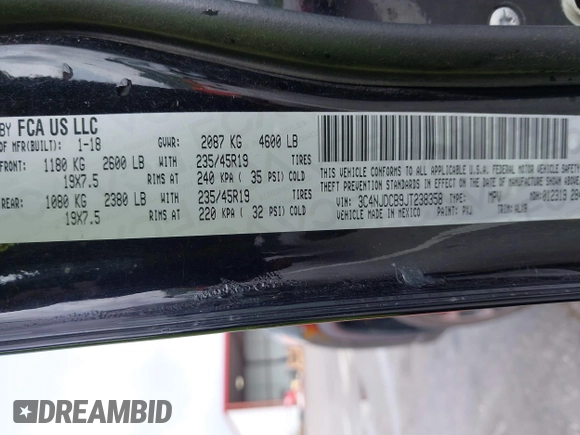 BY FCA US LLC
OF MFR(BUILT): 1-18 GVWR: 2087 KG 4600 LB
FRONT: 1180 KG 2600 LB WITH 235/45R19 TIRES
19X7.5 RIMS AT 240 KPA ( 35 PSI) COLD
REAR: 1080 KG 2380 LB WITH 235/45R19 TIRES
19X7.5 RIMS AT 220 KPA ( 32 PSI) COLD
THIS VEHICLE CONFORMS TO ALL APPLICABLE U.S.A. FEDERAL MOTOR VEHICLE SAFETY
THEFT PREVENTION STANDARDS IN EFFECT ON THE DATE OF MANUFACTURE SHOWN ABOVE
VIN: 3C4NJDCB9JT238358 TYPE: MPV MDH: 012315
MADE IN MEXICO PAINT: PXJ TRIM:
DREAMBID